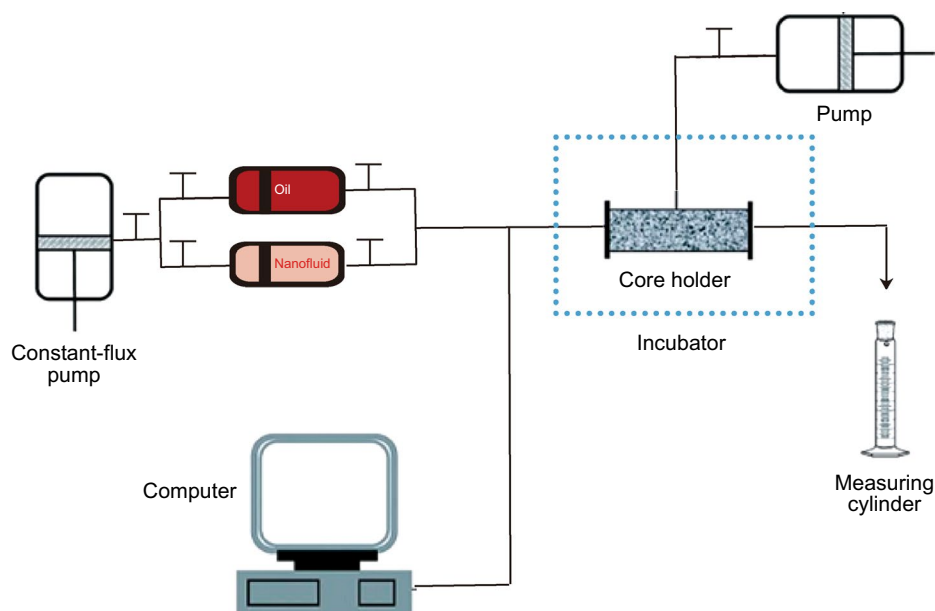 Pump
Oil
Nanofluid
Core holder
Incubator
Constant-flux
pump
Computer
Measuring
cylinder